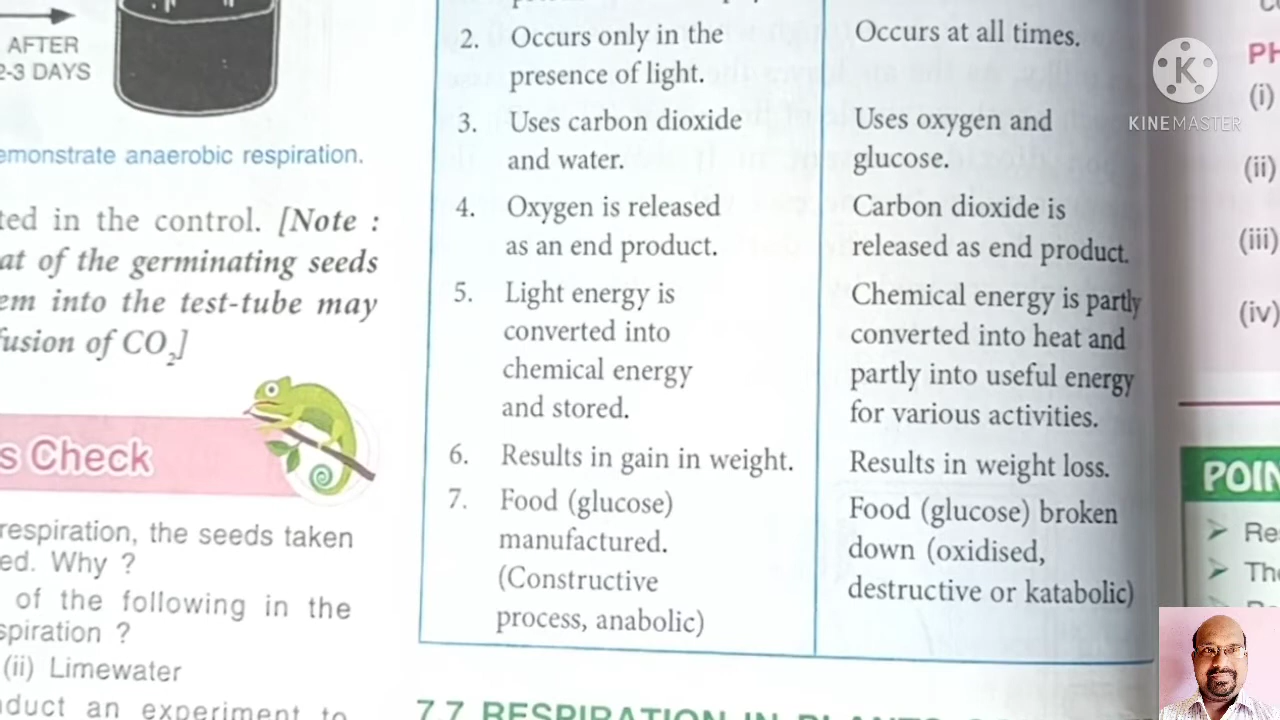 AFTER
2-3 DAYS
emonstrate anaerobic respiration.
ted in the control. [Note :
at of the germinating seeds
em into the test-tube may
fusion of CO₂]
s Check
respiration, the seeds taken
ed. Why ?
of the following in the
spiration ?
(ii) Limewater
nduct an experiment to
2. Occurs only in the
presence of light.
Occurs at all times.
3. Uses carbon dioxide
and water.
Uses oxygen and
glucose.
4. Oxygen is released
as an end product.
Carbon dioxide is
released as end product.
5. Light energy is
converted into
chemical energy
and stored.
Chemical energy is partly
converted into heat and
partly into useful energy
for various activities.
6. Results in gain in weight.
Results in weight loss.
7. Food (glucose)
manufactured.
(Constructive
process, anabolic)
Food (glucose) broken
down (oxidised,
destructive or katabolic)
7.7 RESPIRATION IN PLANTS
PH
(i)
(ii)
(iii)
(iv)
POIN
Re
The
K
KINEMASTER